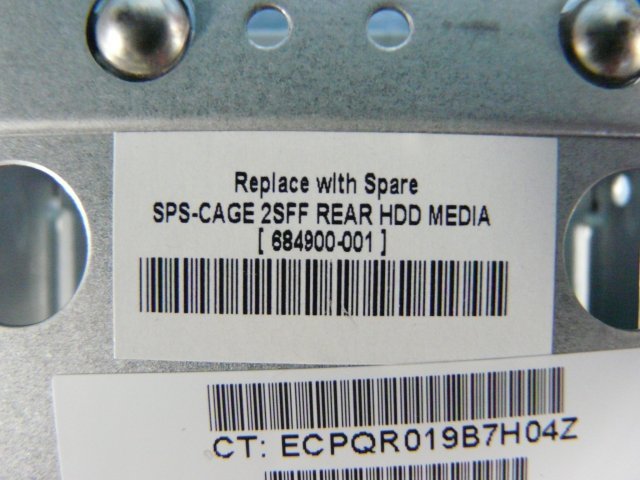 Replace with Spare
SPS-CAGE 2SFF REAR HDD MEDIA
[ 684900-001 ]
CT: ECPQR019B7H04Z